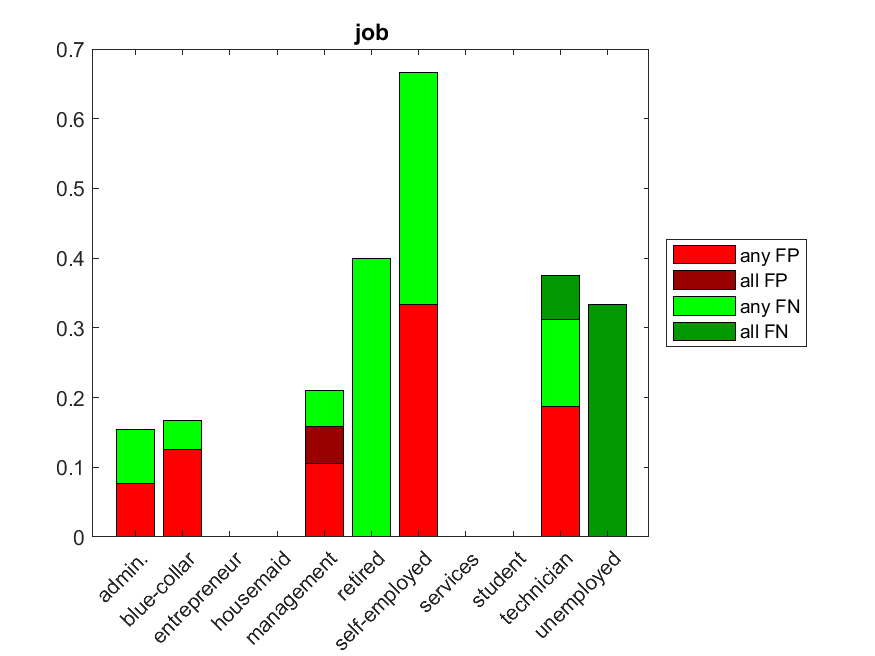 job
0.7
0.6
0.5
0.4
0.3
0.2
0.1
0
admin.
blue-collar
entrepreneur
housemaid
management
retired
self-employed
services
student
technician
unemployed
any FP
all FP
any FN
all FN